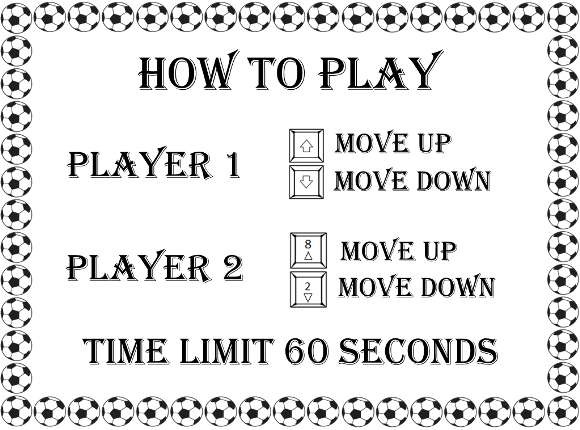 HOW TO PLAY
PLAYER 1
MOVE UP
MOVE DOWN
PLAYER 2
8 MOVE UP
2 MOVE DOWN
TIME LIMIT 60 SECONDS